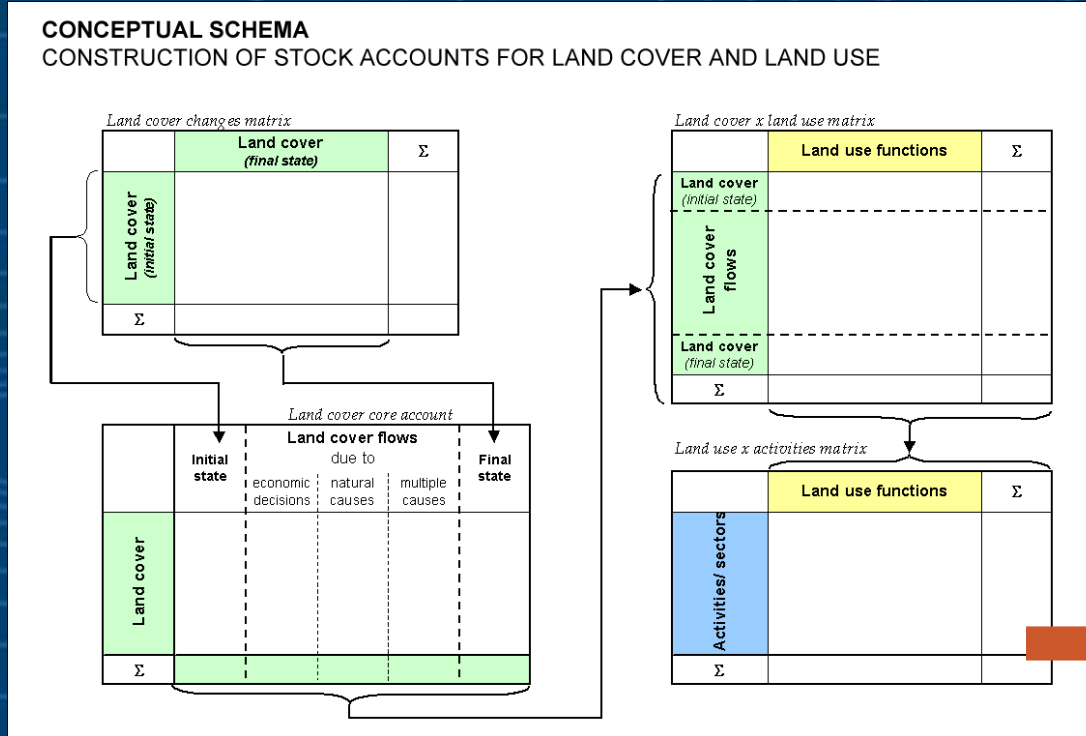 CONCEPTUAL SCHEMA
CONSTRUCTION OF STOCK ACCOUNTS FOR LAND COVER AND LAND USE
Land cover changes matrix
Land cover
(final state)
Σ
Land cover
(initial state)
Σ
Land cover core account
Initial
state
Land cover flows
due to
economic
decisions
natural
causes
multiple
causes
Final
state
Land cover
Σ
Land cover x land use matrix
Land use functions
Σ
Land cover
(initial state)
Land cover
flows
Land cover
(final state)
Σ
Land use x activities matrix
Land use functions
Σ
Activities/ sectors
Σ